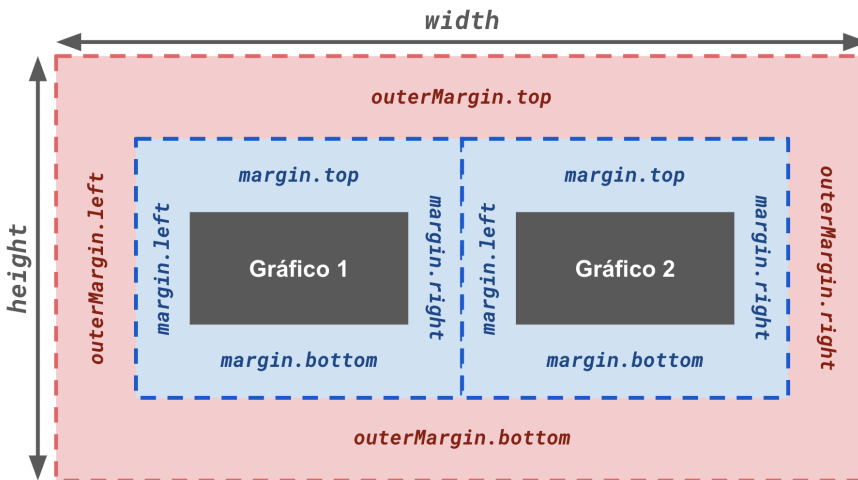 width
outerMargin.top
margin.top
margin.top
height
outerMargin.left
margin.left
Gráfico 1
margin.right
margin.left
Gráfico 2
margin.right
outerMargin.right
margin.bottom
margin.bottom
outerMargin.bottom